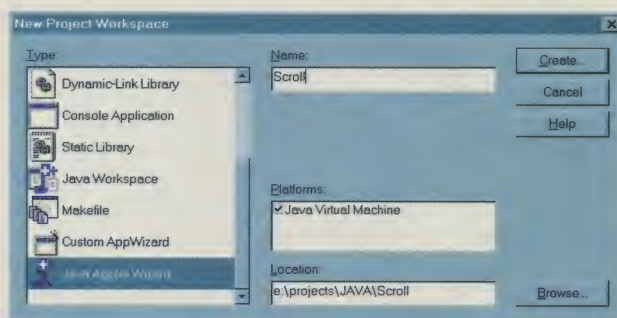 New Project Workspace
Type:
Dynamic-Link Library
Console Application
Static Library
Java Workspace
Makefile
Custom AppWizard
Java Applet Wizard
Name:
Scroll
Platforms:
Java Virtual Machine
Location:
e:\projects\JAVA\Scroll
Create...
Cancel
Help
Browse...